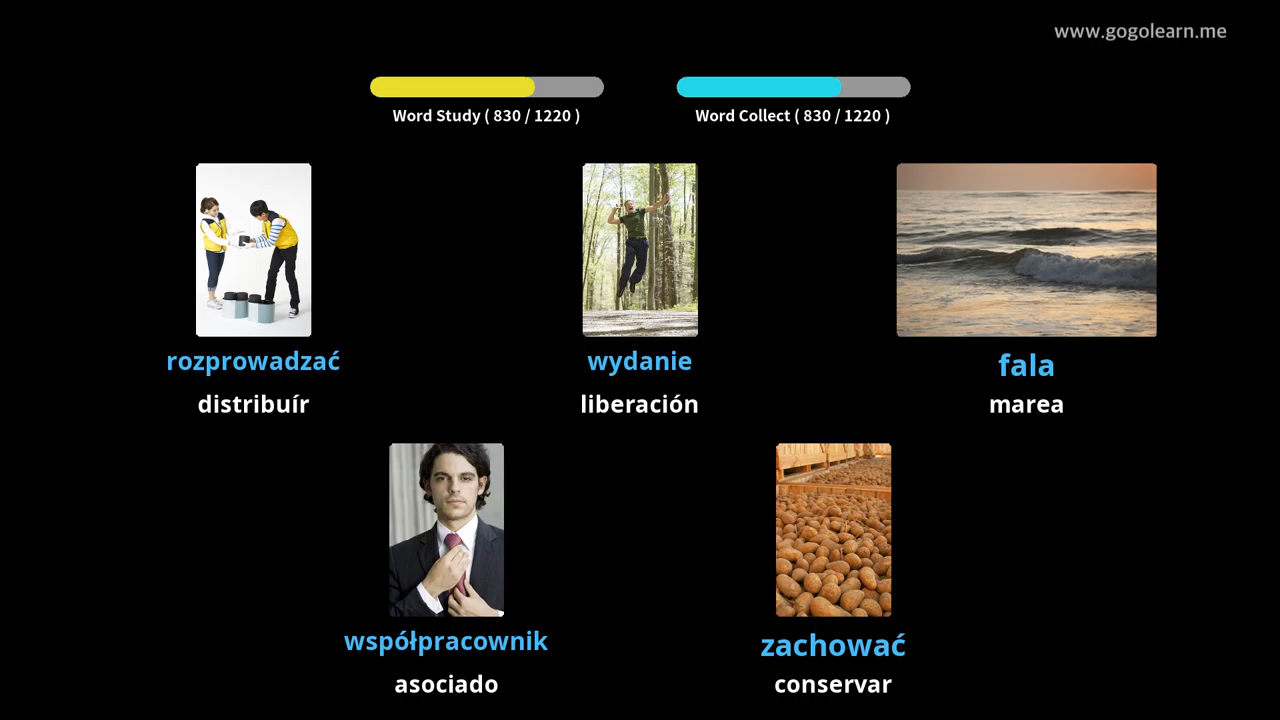 www.gogolearn.me
Word Study ( 830 / 1220 )
Word Collect ( 830 / 1220 )
rozprowadzać
distribuír
wydanie
liberación
fala
marea
współpracownik
asociado
zachować
conservar